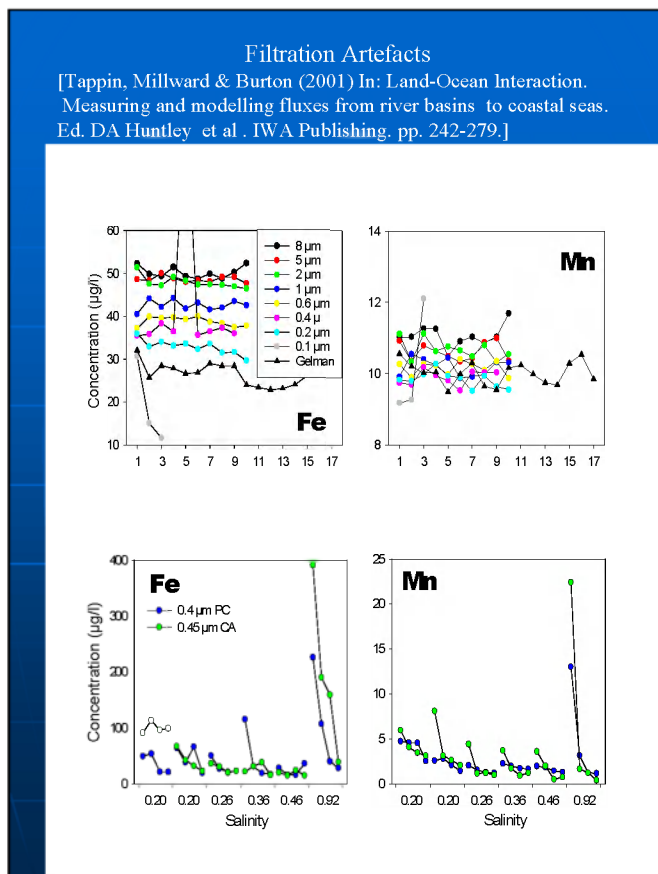 Filtration Artefacts
[Tappin, Millward & Burton (2001) In: Land-Ocean Interaction.
Measuring and modelling fluxes from river basins to coastal seas.
Ed. DA Huntley et al . IWA Publishing. pp. 242-279.]
60
50
40
30
20
10
Concentration (µg/l)
8 µm
5 µm
2 µm
1 µm
0.6 µm
0.4 µ
0.2 µm
0.1 µm
Gelman
Fe
1 3 5 7 9 11 13 15 17
14
12
10
8
Mn
1 3 5 7 9 11 13 15 17
400
300
200
100
0
Concentration (µg/l)
Fe
0.4 µm PC
0.45 µm CA
0.20 0.20 0.26 0.36 0.46 0.92
Salinity
25
20
15
10
5
0
Mn
0.20 0.20 0.26 0.36 0.46 0.92
Salinity